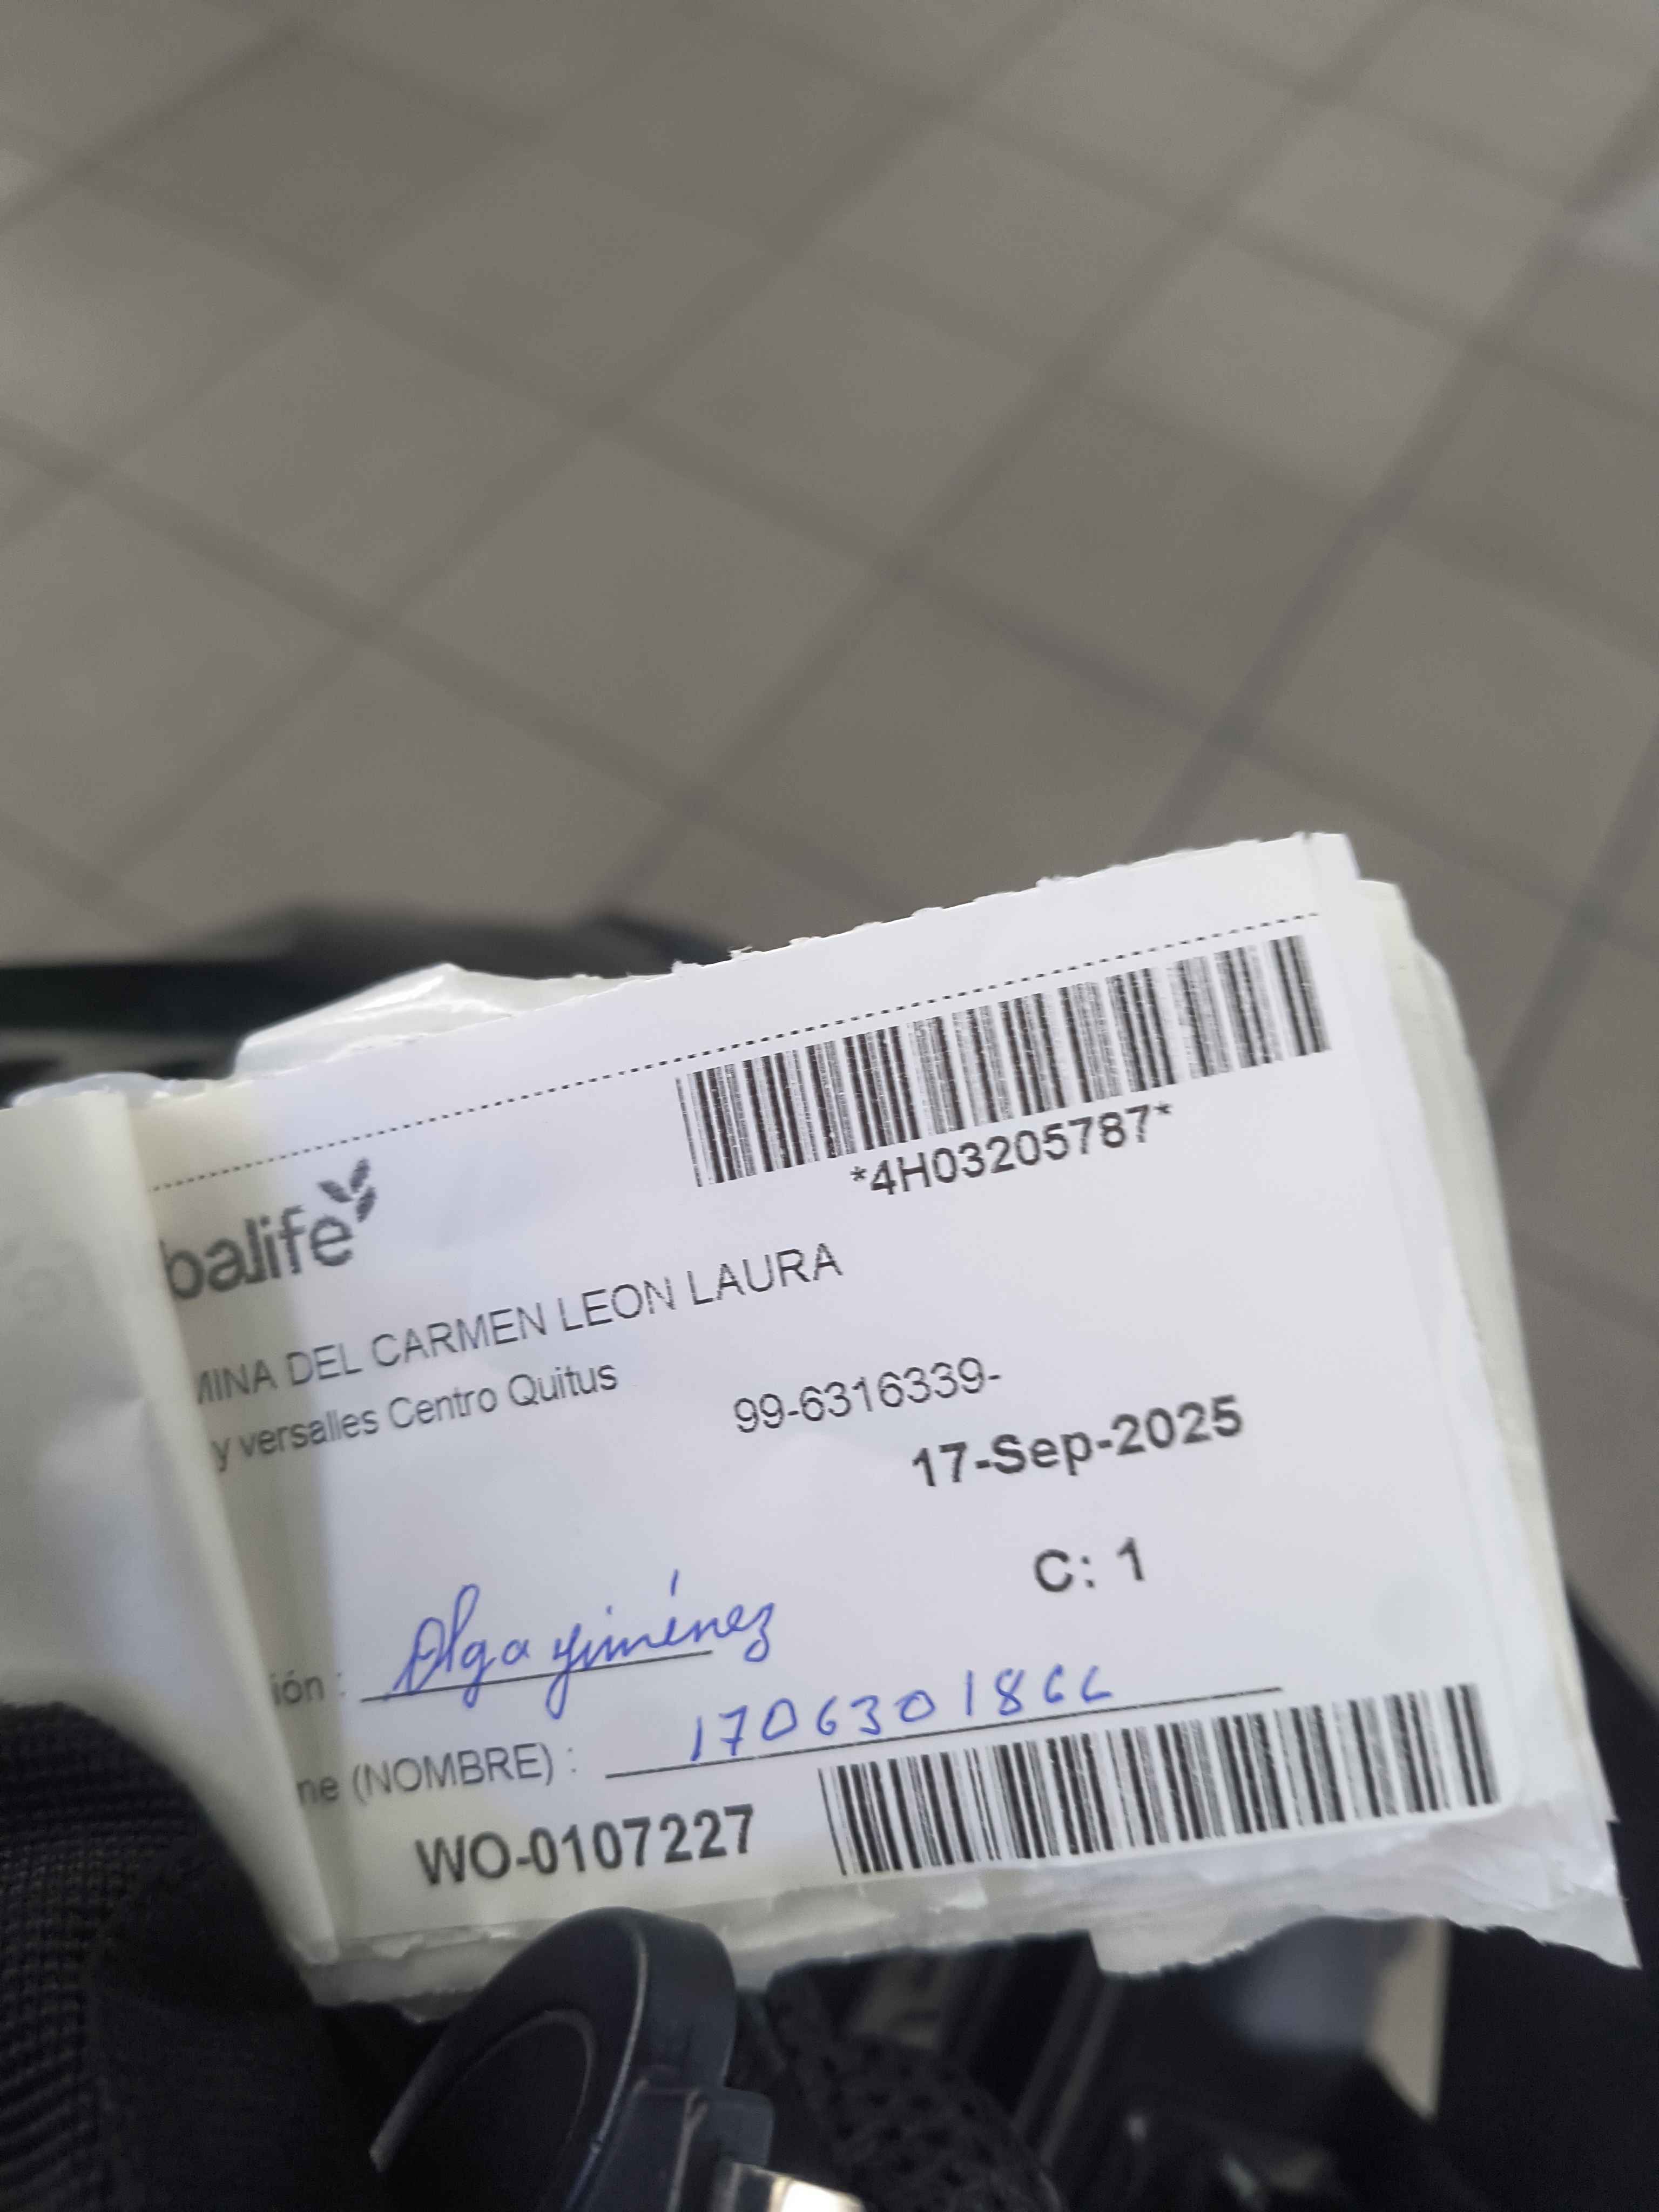 *4H03205787*
balife
MINA DEL CARMEN LEON LAURA
y versalles Centro Quitus
99-6316339-
17-Sep-2025
C: 1
ión : Olga Jiménez
ne (NOMBRE) :
WO-0107227